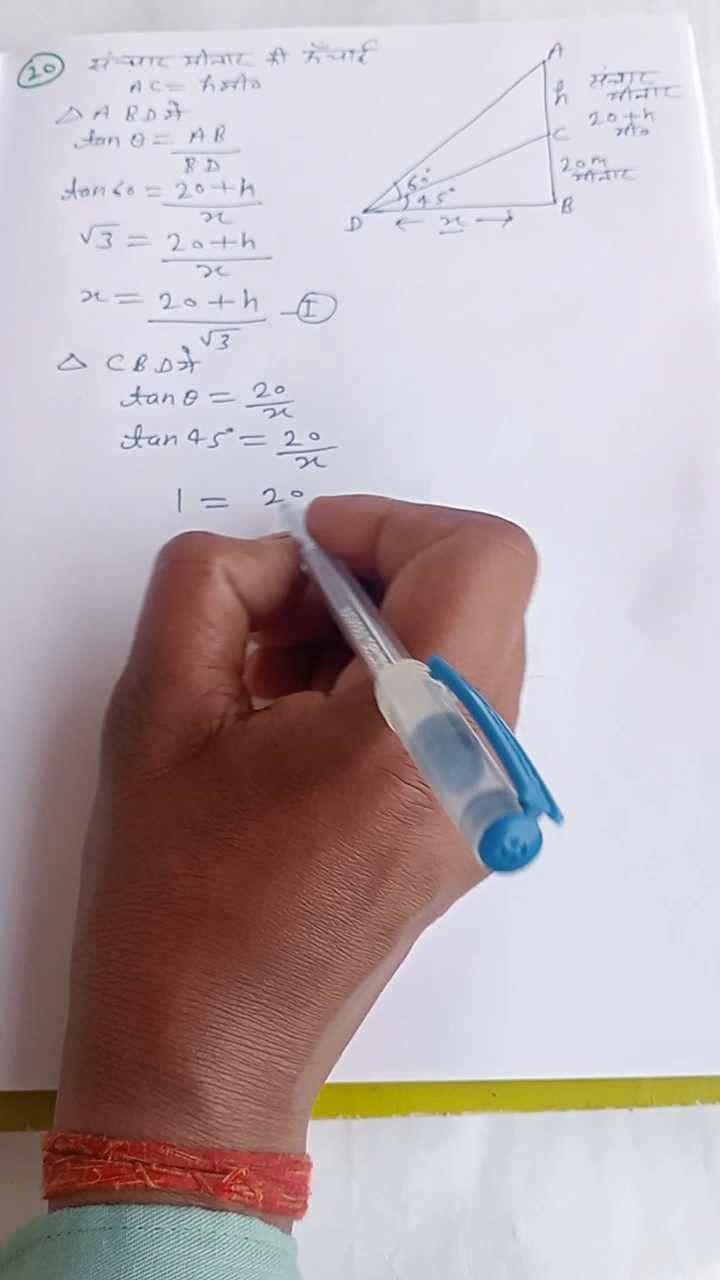 20 संचार मीनार की ऊँचाई
AC = h मी०
△ ABD में
tan θ = AB / BD
tan 60 = 20 + h / x
√3 = 20 + h / x
x = 20 + h / √3 — I
△ CBD में
tan θ = 20 / x
tan 45° = 20 / x
1 = 20
A
h संचार मीनार
20 + h मी०
C
20 m मीनार
60°
45°
D ← x → B